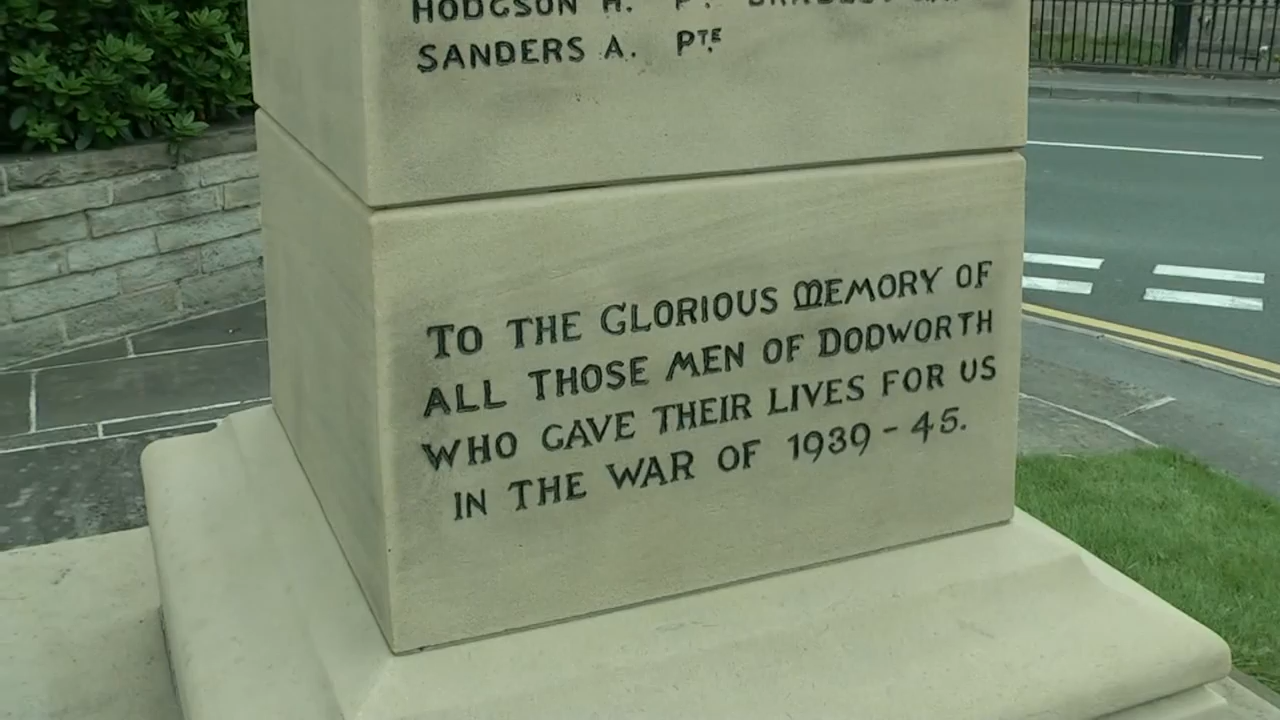 HODGSON H.
SANDERS A. PTE
TO THE GLORIOUS MEMORY OF
ALL THOSE MEN OF DODWORTH
WHO GAVE THEIR LIVES FOR US
IN THE WAR OF 1939-45.